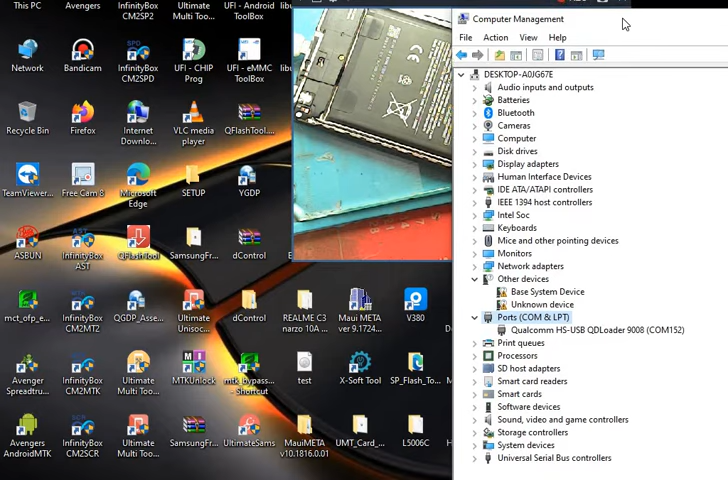 This PC
Avengers
InfinityBox
CM2SP2
Ultimate
Multi Too...
UFI - Android
ToolBox
Network
Bandicam
InfinityBox
CM2SPD
UFI - CHIP
Prog
UFI - eMMC
ToolBox
Recycle Bin
Firefox
Internet
Downlo...
VLC media
player
QFlashTool....
TeamViewer...
Free Cam 8
Microsoft
Edge
SETUP
YGDP
ASBUN
InfinityBox
AST
QFlashTool
SamsungFr...
dControl
mct_ofp_e...
InfinityBox
CM2MT2
QGDP_Asse...
Ultimate
Unisoc...
dControl
REALME C3
narzo 10A ...
Maui META
ver 9.1724...
V380
Avenger
Spreadtru...
InfinityBox
CM2MTK
Ultimate
Multi Too...
MTKUnlock
mtk_bypass...
- Shortcut
test
X-Soft Tool
SP_Flash_To...
Avengers
AndroidMTK
InfinityBox
CM2SCR
Ultimate
Multi Too...
SamsungFr...
UltimateSams...
MauiMETA
v10.1816.0.01
UMT_Card_...
L5006C
Computer Management
File Action View Help
DESKTOP-A0JG67E
Audio inputs and outputs
Batteries
Bluetooth
Cameras
Computer
Disk drives
Display adapters
Human Interface Devices
IDE ATA/ATAPI controllers
IEEE 1394 host controllers
Intel Soc
Keyboards
Mice and other pointing devices
Monitors
Network adapters
Other devices
Base System Device
Unknown device
Ports (COM & LPT)
Qualcomm HS-USB QDLoader 9008 (COM152)
Print queues
Processors
SD host adapters
Smart card readers
Smart cards
Software devices
Sound, video and game controllers
Storage controllers
System devices
Universal Serial Bus controllers